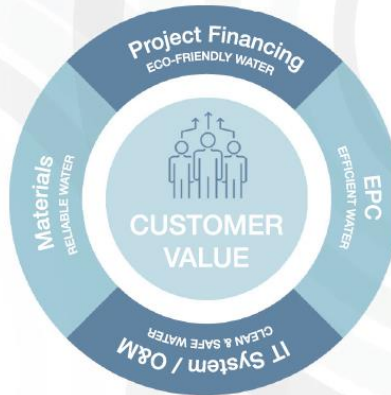 Project Financing
ECO-FRIENDLY WATER
EPC
EFFICIENT WATER
IT System / O&M
CLEAN & SAFE WATER
Materials
RELIABLE WATER
CUSTOMER
VALUE